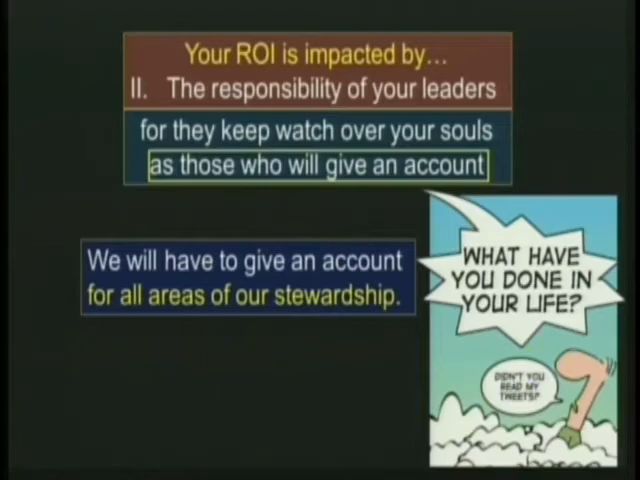 Your ROI is impacted by…
II. The responsibility of your leaders
for they keep watch over your souls
as those who will give an account
We will have to give an account
for all areas of our stewardship.
WHAT HAVE
YOU DONE IN
YOUR LIFE?
DIDN'T YOU
READ MY
TWEETS?